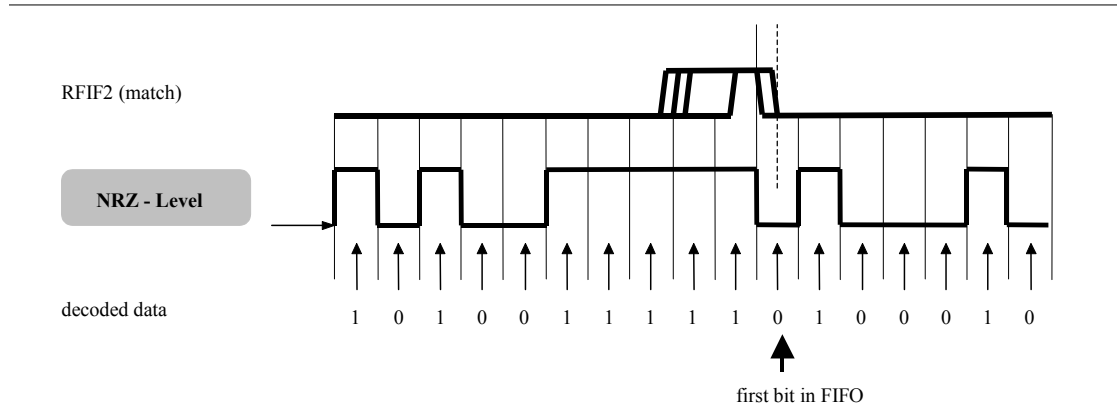 RFIF2 (match)
NRZ - Level
decoded data
1 0 1 0 0 1 1 1 1 1 0 1 0 0 0 1 0
first bit in FIFO